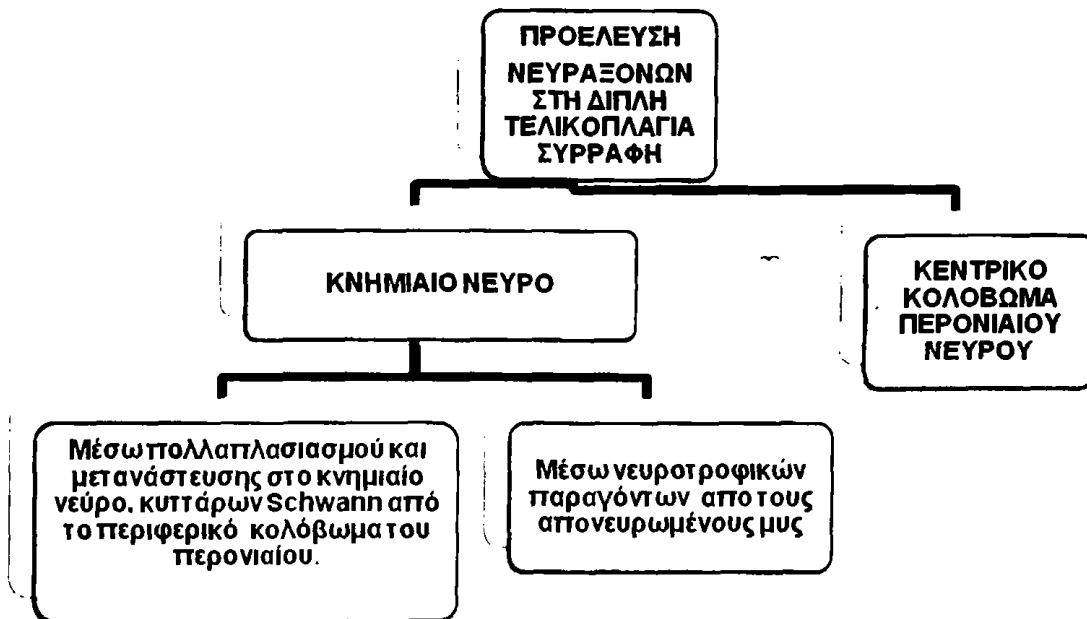 ΠΡΟΕΛΕΥΣΗ
ΝΕΥΡΑΞΟΝΩΝ
ΣΤΗ ΔΙΠΛΗ
ΤΕΛΙΚΟΠΛΑΓΙΑ
ΣΥΡΡΑΦΗ
ΚΝΗΜΙΑΙΟ ΝΕΥΡΟ
ΚΕΝΤΡΙΚΟ
ΚΟΛΟΒΩΜΑ
ΠΕΡΟΝΙΑΙΟΥ
ΝΕΥΡΟΥ
Μέσω πολλαπλασιασμού και
μετανάστευσης στο κνημιαίο
νεύρο, κυττάρων Schwann από
το περιφερικό κολόβωμα του
περονιαίου.
Μέσω νευροτροφικών
παραγόντων απο τους
απονευρωμένους μυς